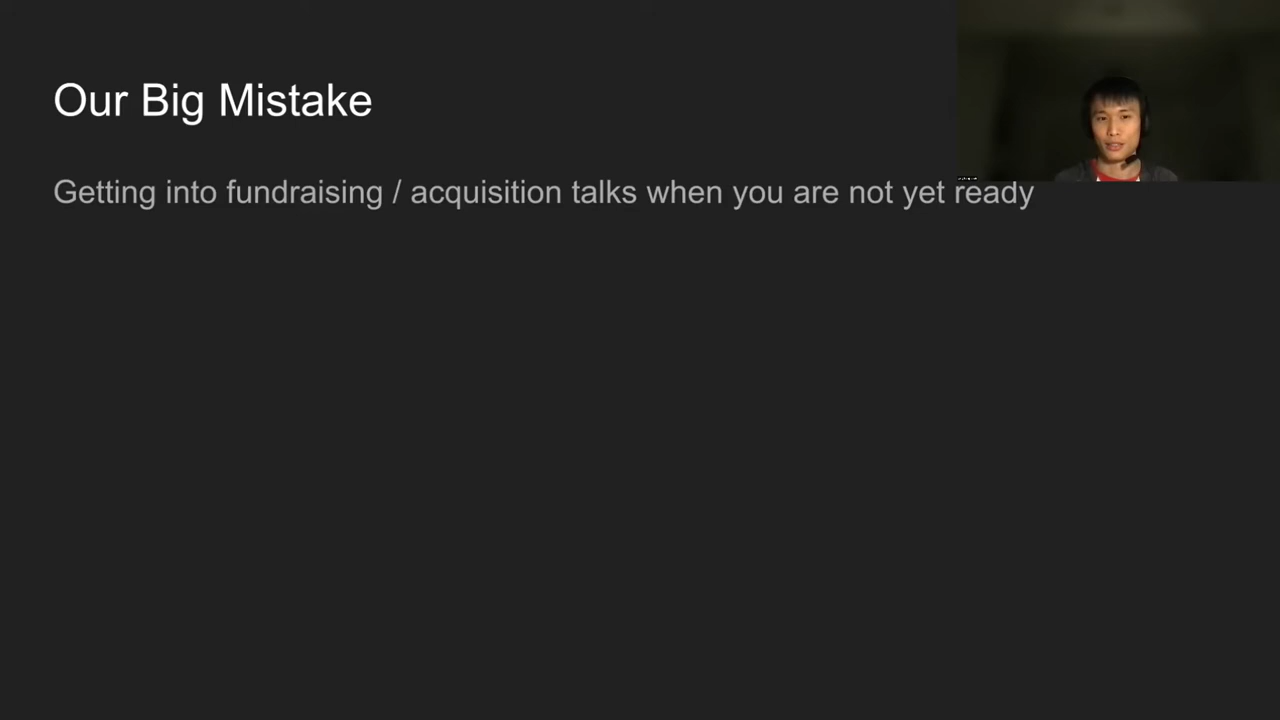 Our Big Mistake
Getting into fundraising / acquisition talks when you are not yet ready